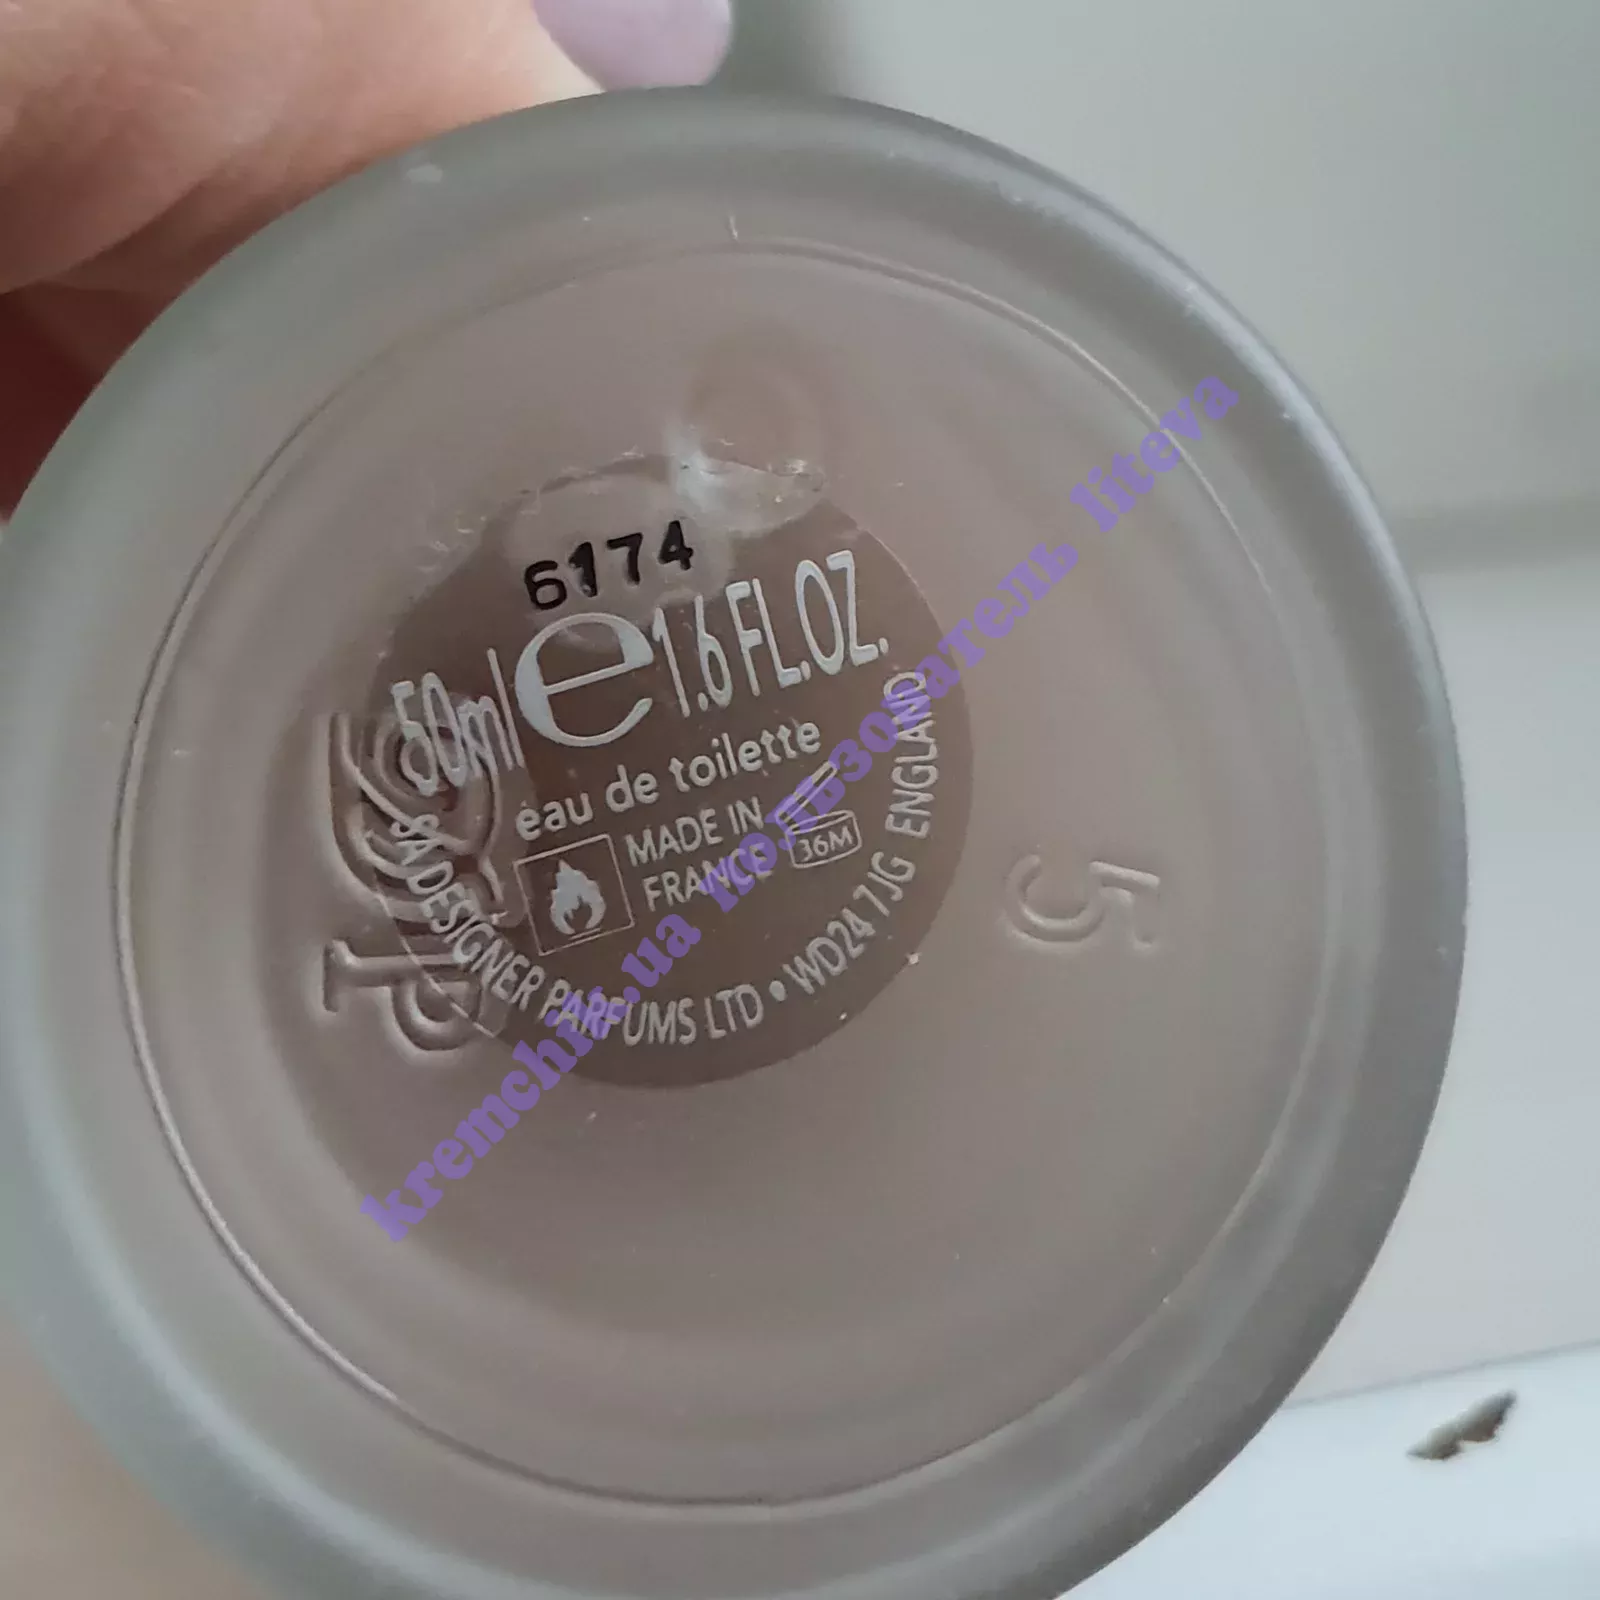 6174
50ml e 1.6 FL.OZ.
eau de toilette
MADE IN
FRANCE
36M
SA DESIGNER PARFUMS LTD • WD24 7JG ENGLAND
5
kremchik.ua пользователь liteva